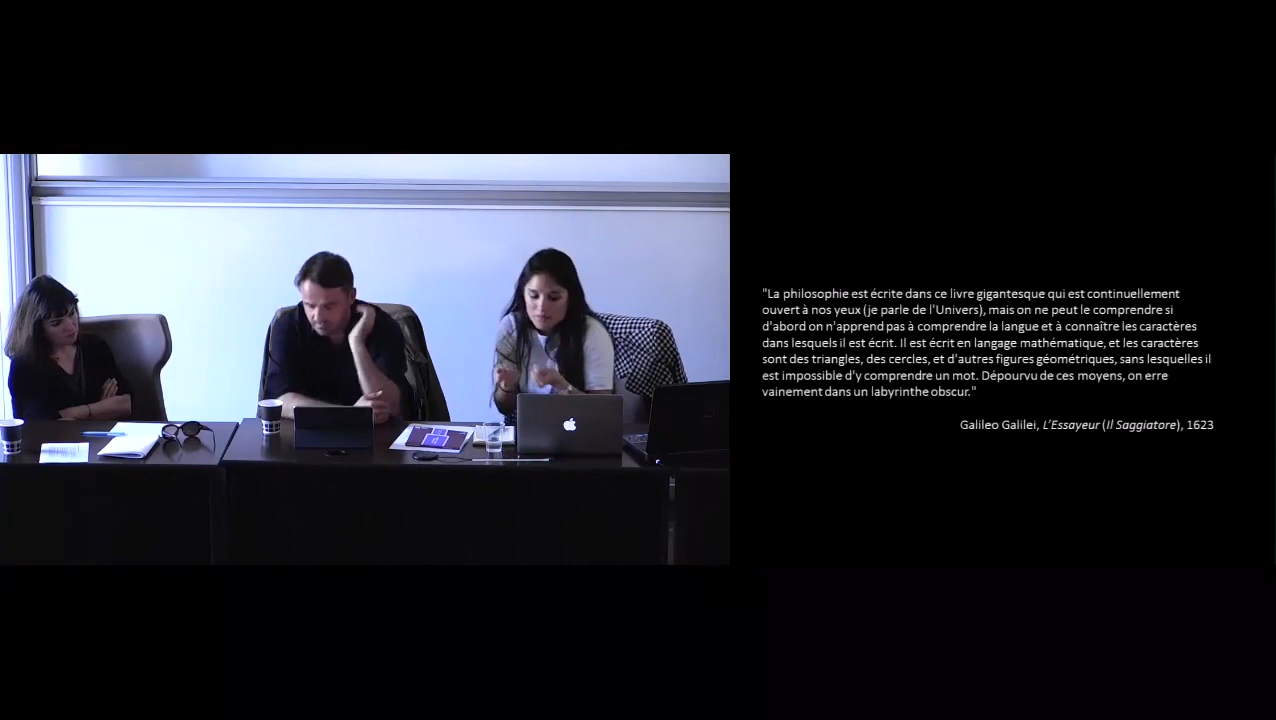 "La philosophie est écrite dans ce livre gigantesque qui est continuellement
ouvert à nos yeux (je parle de l'Univers), mais on ne peut le comprendre si
d'abord on n'apprend pas à comprendre la langue et à connaître les caractères
dans lesquels il est écrit. Il est écrit en langage mathématique, et les caractères
sont des triangles, des cercles, et d'autres figures géométriques, sans lesquelles il
est impossible d'y comprendre un mot. Dépourvu de ces moyens, on erre
vainement dans un labyrinthe obscur."
Galileo Galilei, L'Essayeur (Il Saggiatore), 1623